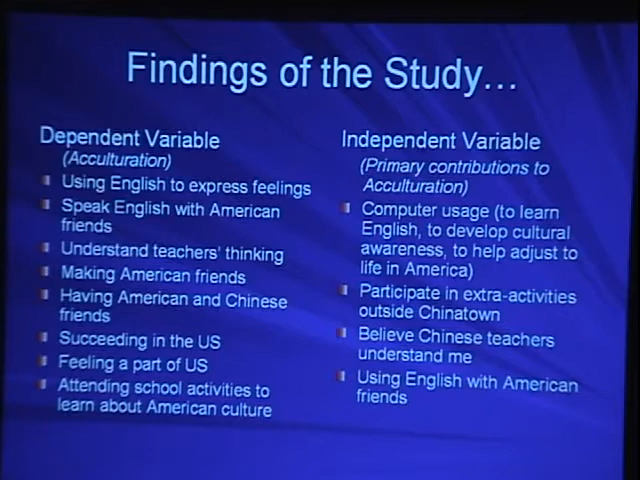 Findings of the Study…
Dependent Variable
(Acculturation)
Using English to express feelings
Speak English with American
friends
Understand teachers' thinking
Making American friends
Having American and Chinese
friends
Succeeding in the US
Feeling a part of US
Attending school activities to
learn about American culture
Independent Variable
(Primary contributions to
Acculturation)
Computer usage (to learn
English, to develop cultural
awareness, to help adjust to
life in America)
Participate in extra-activities
outside Chinatown
Believe Chinese teachers
understand me
Using English with American
friends